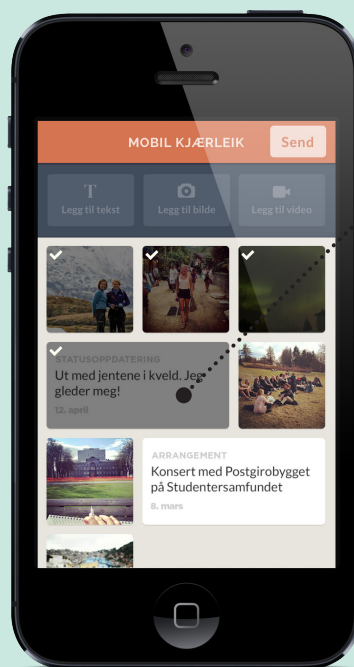 MOBIL KJÆRLEIK
Send
T
Legg til tekst
Legg til bilde
Legg til video
STATUSOPPDATERING
Ut med jentene i kveld. Jeg
gleder meg!
12. april
ARRANGEMENT
Konsert med Postgirobygget
på Studentersamfundet
8. mars